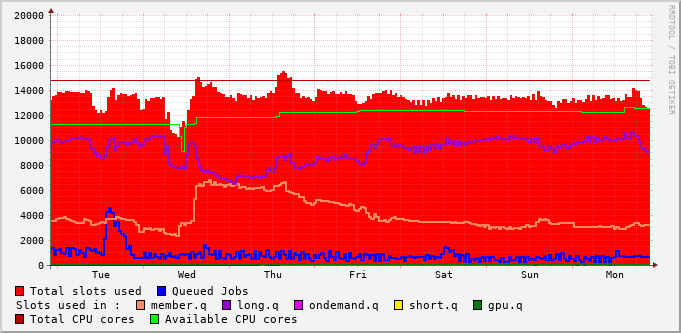 20000
18000
16000
14000
12000
10000
8000
6000
4000
2000
0
Tue Wed Thu Fri Sat Sun Mon
RRDTOOL / TOBI OETIKER
Total slots used Queued Jobs
Slots used in : member.q long.q ondemand.q short.q gpu.q
Total CPU cores Available CPU cores